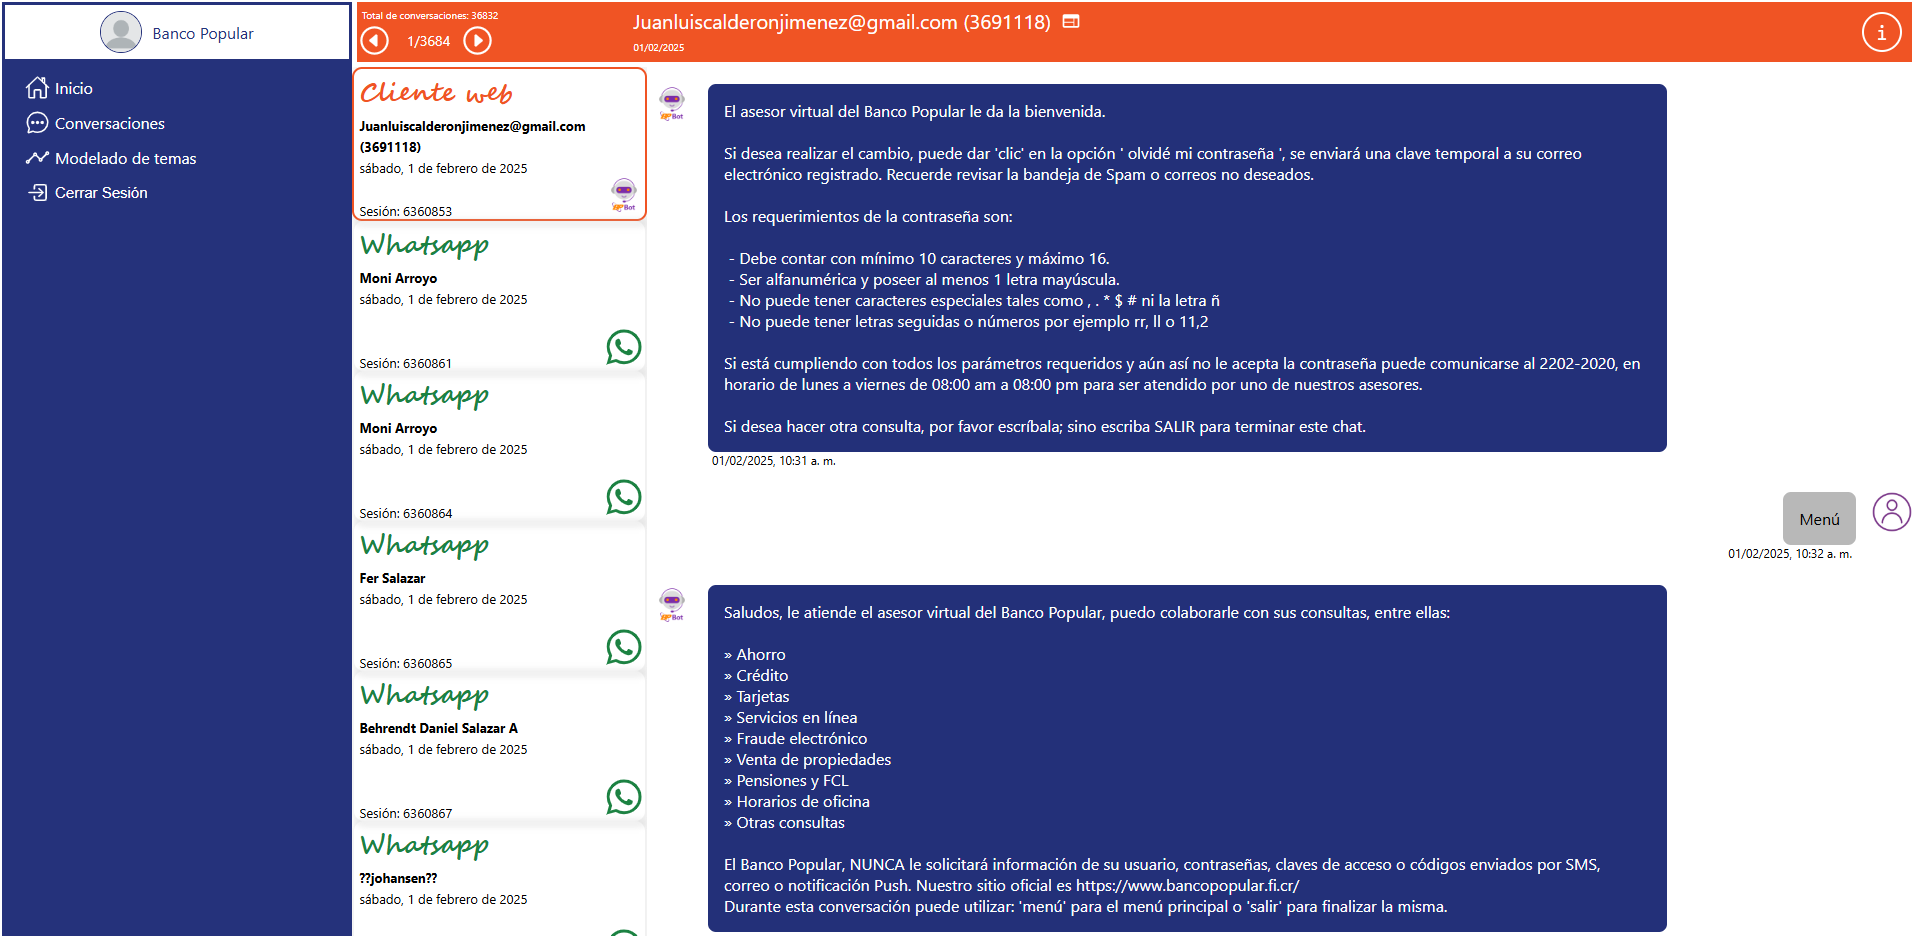 Banco Popular
Inicio
Conversaciones
Modelado de temas
Cerrar Sesión
Total de conversaciones: 36832
1/3684
Juanluiscalderonjimenez@gmail.com (3691118)
01/02/2025
i
Cliente web
Juanluiscalderonjimenez@gmail.com
(3691118)
sábado, 1 de febrero de 2025
Bot
Sesión: 6360853
Whatsapp
Moni Arroyo
sábado, 1 de febrero de 2025
Sesión: 6360861
Whatsapp
Moni Arroyo
sábado, 1 de febrero de 2025
Sesión: 6360864
Whatsapp
Fer Salazar
sábado, 1 de febrero de 2025
Sesión: 6360865
Whatsapp
Behrendt Daniel Salazar A
sábado, 1 de febrero de 2025
Sesión: 6360867
Whatsapp
??johansen??
sábado, 1 de febrero de 2025
Bot
El asesor virtual del Banco Popular le da la bienvenida.
Si desea realizar el cambio, puede dar 'clic' en la opción ' olvidé mi contraseña ', se enviará una clave temporal a su correo
electrónico registrado. Recuerde revisar la bandeja de Spam o correos no deseados.
Los requerimientos de la contraseña son:
- Debe contar con mínimo 10 caracteres y máximo 16.
- Ser alfanumérica y poseer al menos 1 letra mayúscula.
- No puede tener caracteres especiales tales como , . * $ # ni la letra ñ
- No puede tener letras seguidas o números por ejemplo rr, ll o 11,2
Si está cumpliendo con todos los parámetros requeridos y aún así no le acepta la contraseña puede comunicarse al 2202-2020, en
horario de lunes a viernes de 08:00 am a 08:00 pm para ser atendido por uno de nuestros asesores.
Si desea hacer otra consulta, por favor escríbala; sino escriba SALIR para terminar este chat.
01/02/2025, 10:31 a. m.
Menú
01/02/2025, 10:32 a. m.
Bot
Saludos, le atiende el asesor virtual del Banco Popular, puedo colaborarle con sus consultas, entre ellas:
» Ahorro
» Crédito
» Tarjetas
» Servicios en línea
» Fraude electrónico
» Venta de propiedades
» Pensiones y FCL
» Horarios de oficina
» Otras consultas
El Banco Popular, NUNCA le solicitará información de su usuario, contraseñas, claves de acceso o códigos enviados por SMS,
correo o notificación Push. Nuestro sitio oficial es https://www.bancopopular.fi.cr/
Durante esta conversación puede utilizar: 'menú' para el menú principal o 'salir' para finalizar la misma.